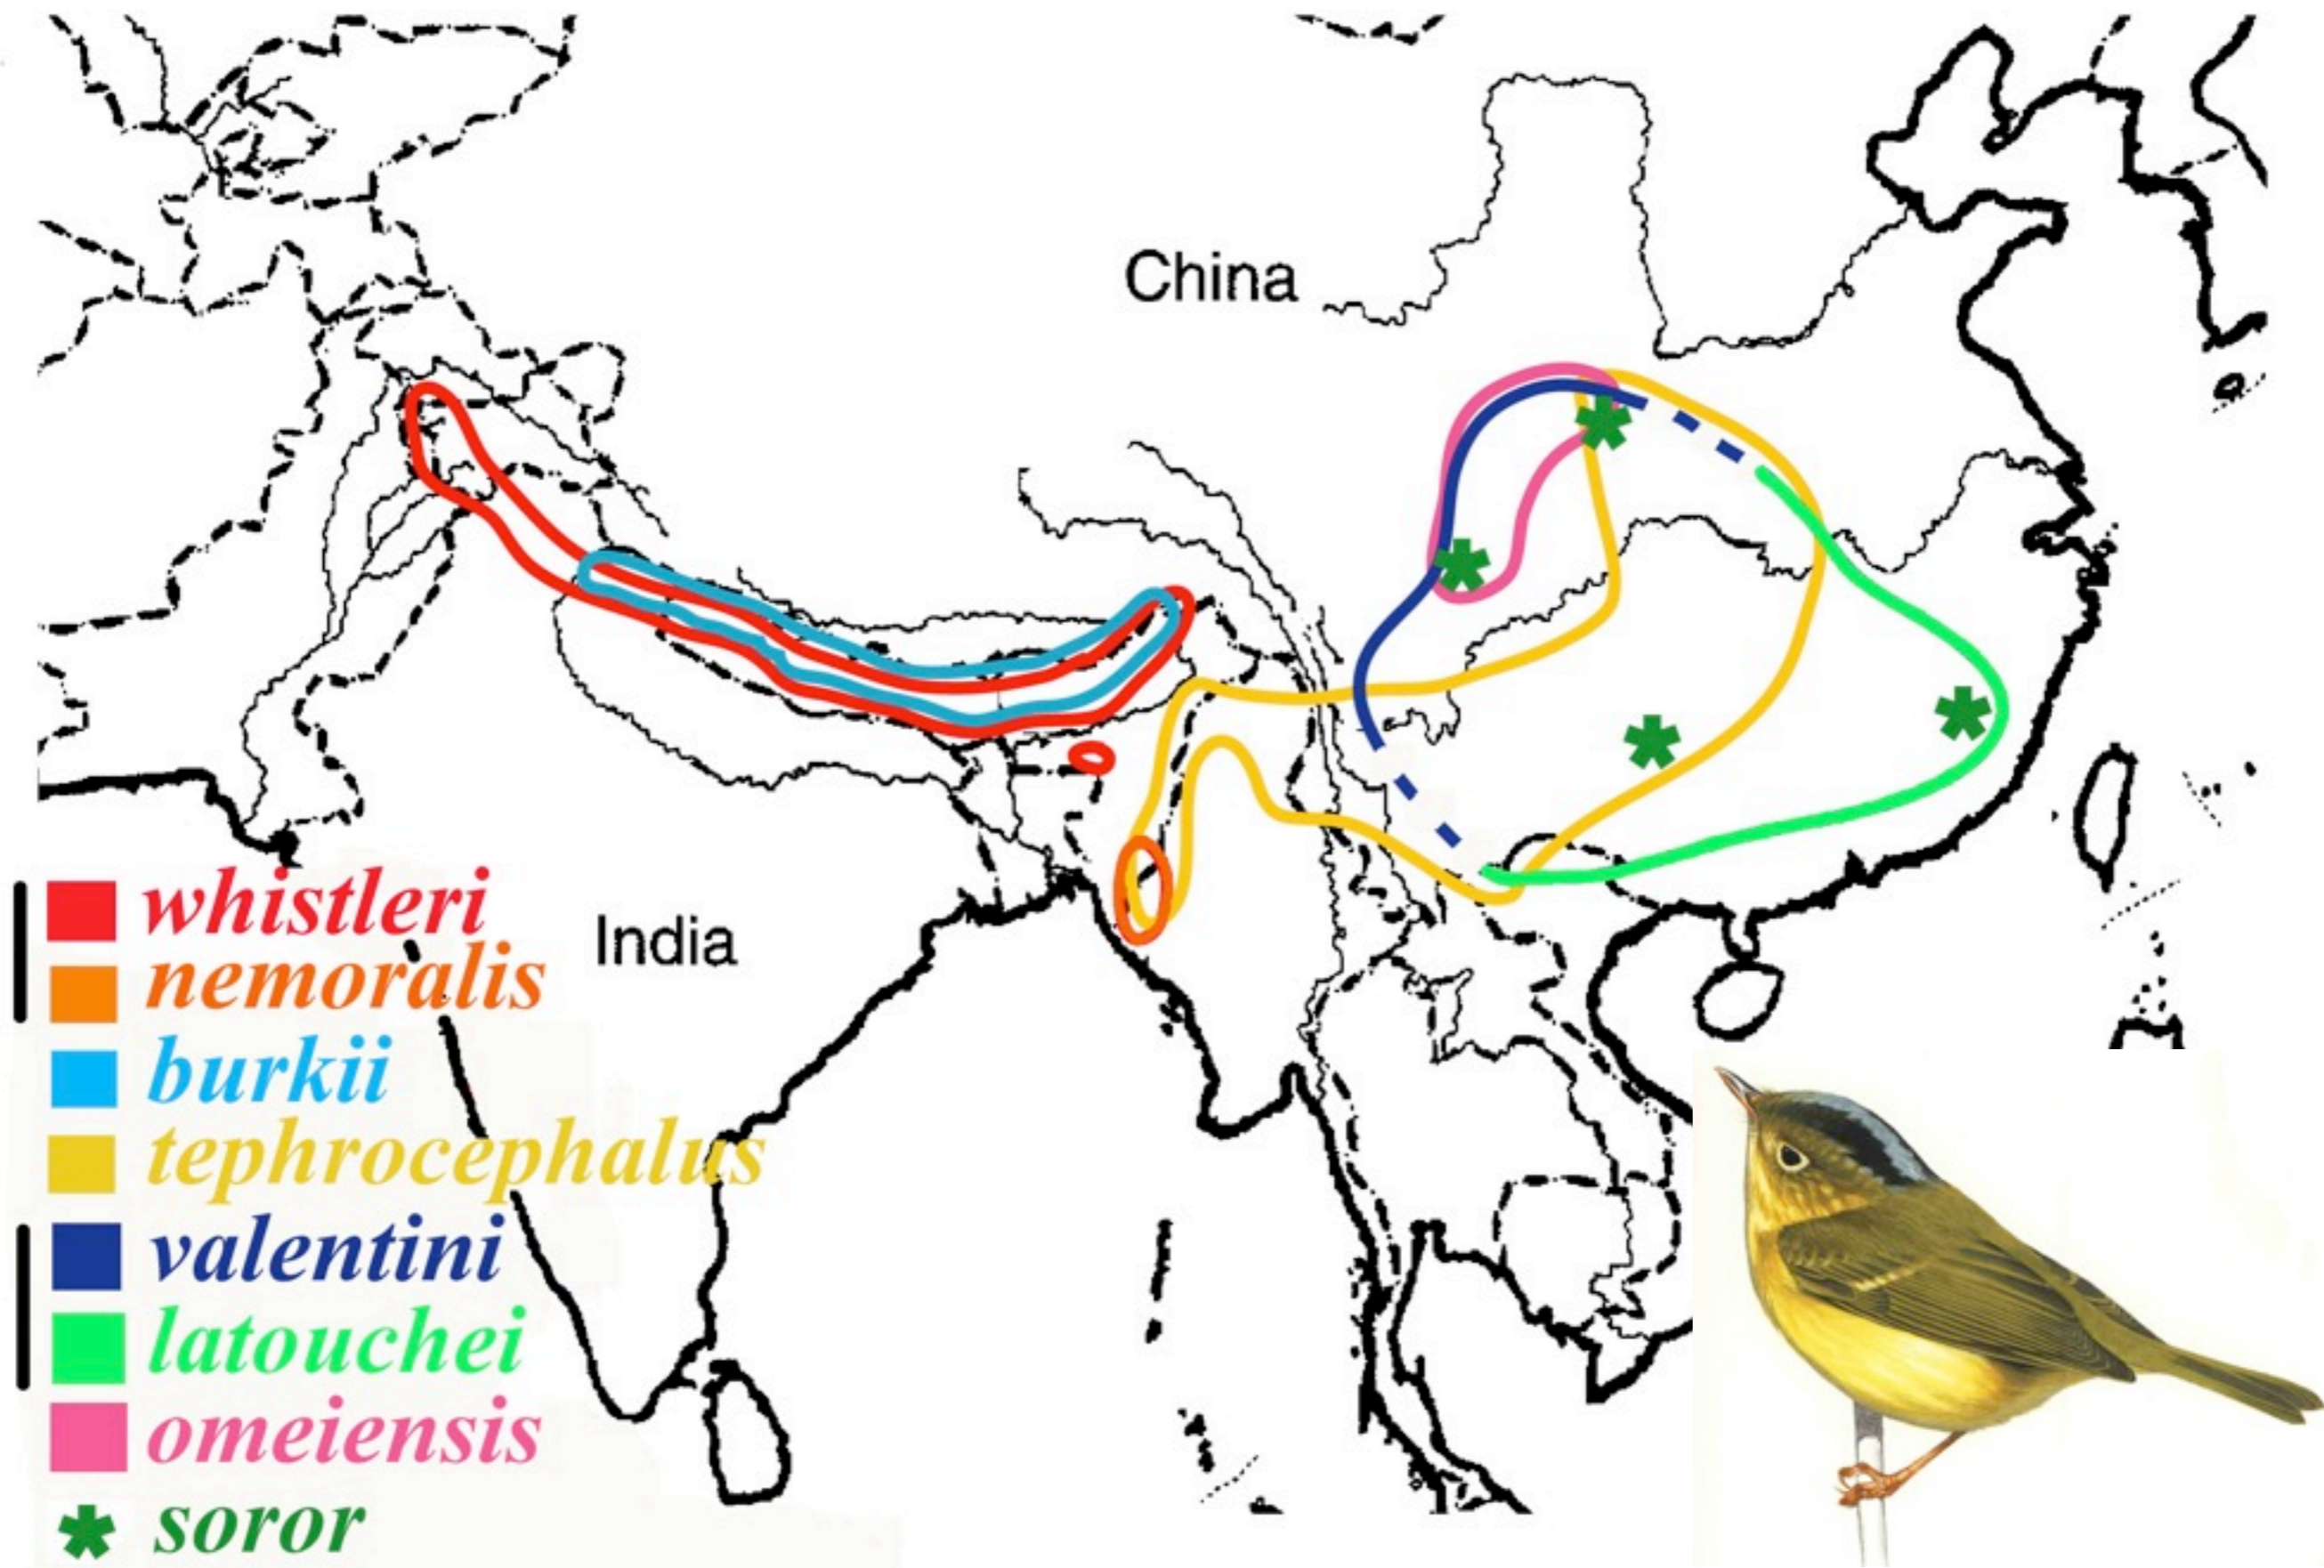 China
India
whistleri
nemoralis
burkii
tephrocephalus
valentini
latouchei
omeiensis
* soror